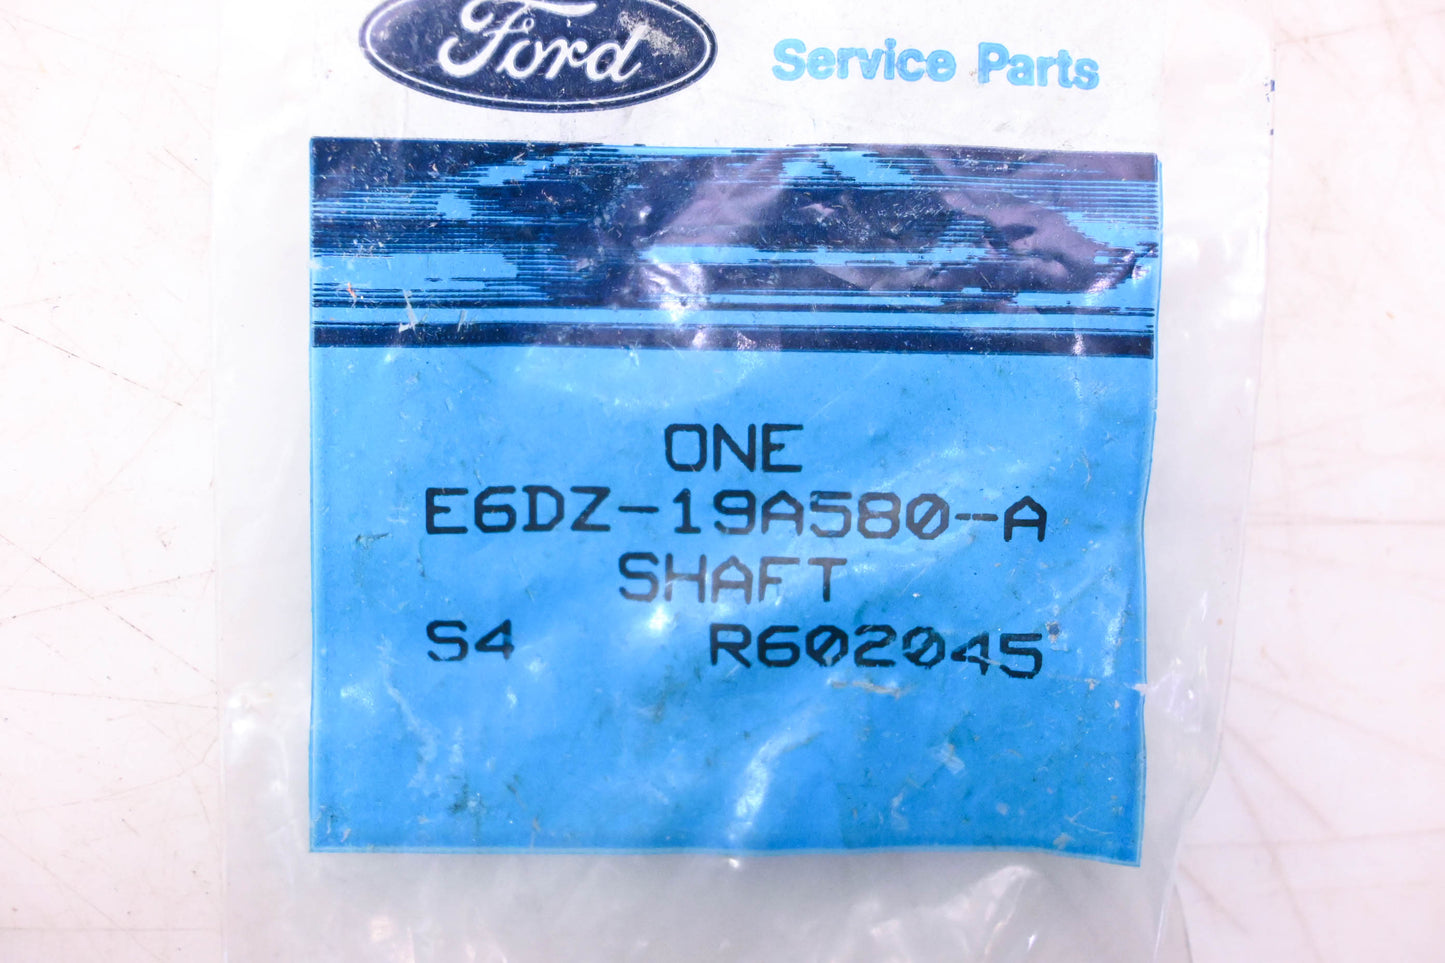 Ford
Service Parts
ONE
E6DZ-19A580--A
SHAFT
S4 R602045